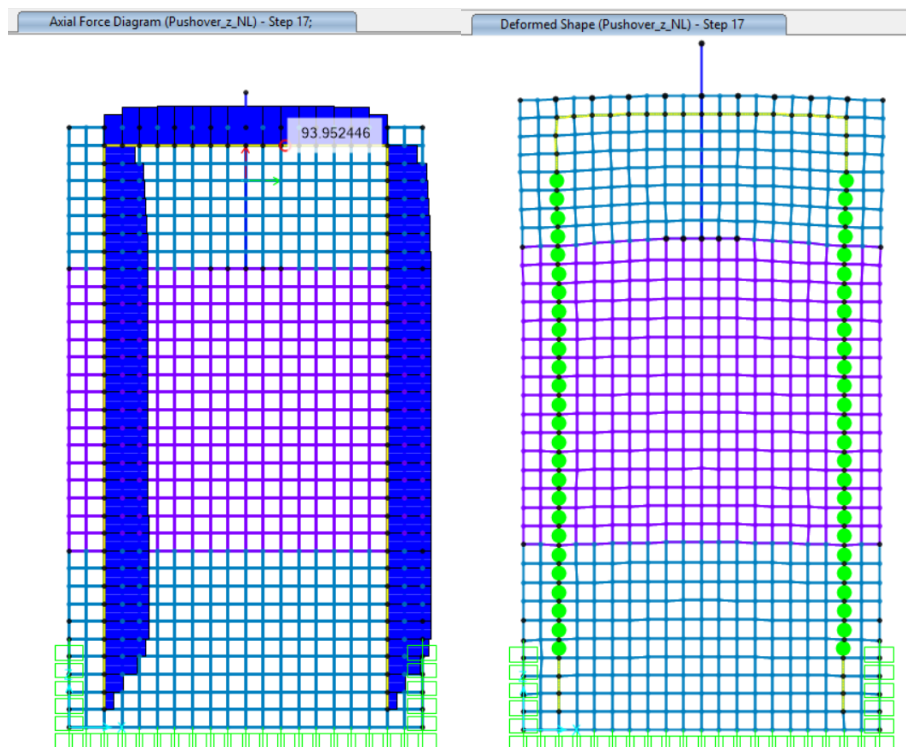 Axial Force Diagram (Pushover_z_NL) - Step 17;
Deformed Shape (Pushover_z_NL) - Step 17
93.952446